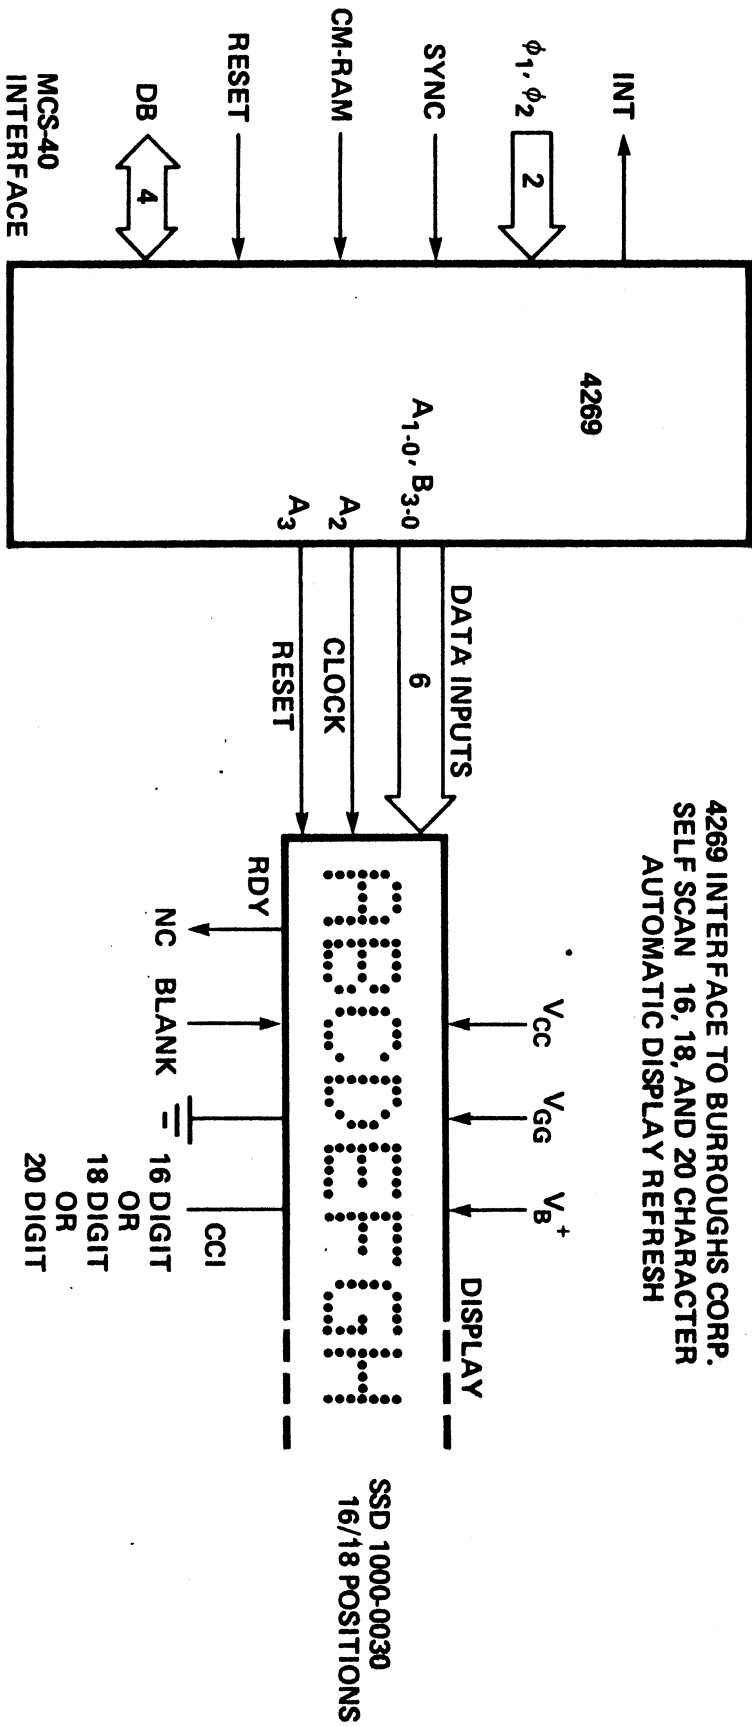 4269 INTERFACE TO BURROUGHS CORP.
SELF SCAN 16, 18, AND 20 CHARACTER
AUTOMATIC DISPLAY REFRESH
INT
ϕ1, ϕ2
2
SYNC
CM-RAM
RESET
DB
4
MCS-40
INTERFACE
4269
A1-0, B3-0
A2
A3
DATA INPUTS
6
CLOCK
RESET
VCC
VGG
VB+
DISPLAY
ABCDEFGH
SSD 1000-0030
16/18 POSITIONS
RDY
NC
BLANK
CCI
16 DIGIT
OR
18 DIGIT
OR
20 DIGIT